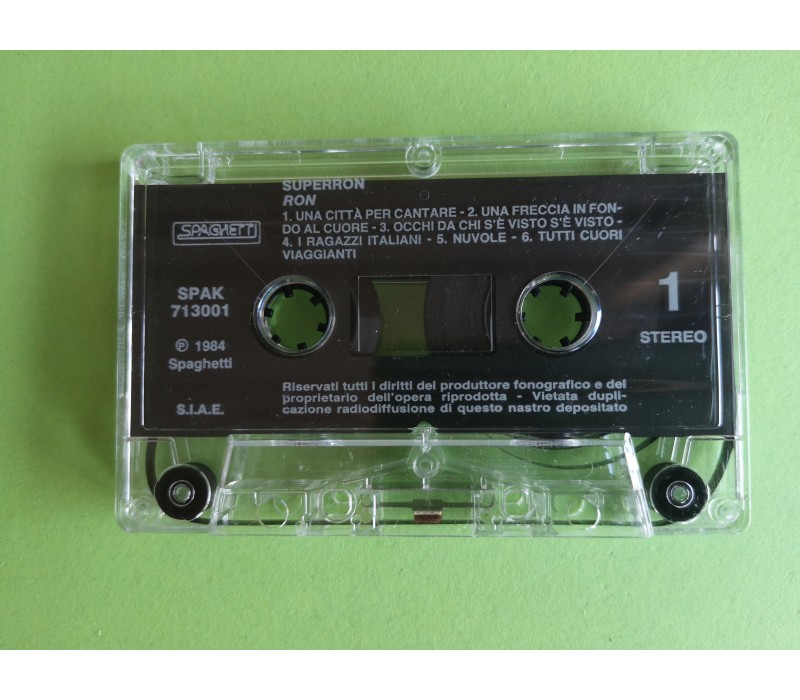 SUPERRON
RON
1. UNA CITTÀ PER CANTARE - 2. UNA FRECCIA IN FON-
DO AL CUORE - 3. OCCHI DA CHI S'È VISTO S'È VISTO -
4. I RAGAZZI ITALIANI - 5. NUVOLE - 6. TUTTI CUORI
VIAGGIANTI
SPAGHETTI
SPAK
713001
℗ 1984
Spaghetti
S.I.A.E.
1
STEREO
Riservati tutti i diritti del produttore fonografico e del
proprietario dell'opera riprodotta - Vietata dupli-
cazione radiodiffusione di questo nastro depositato